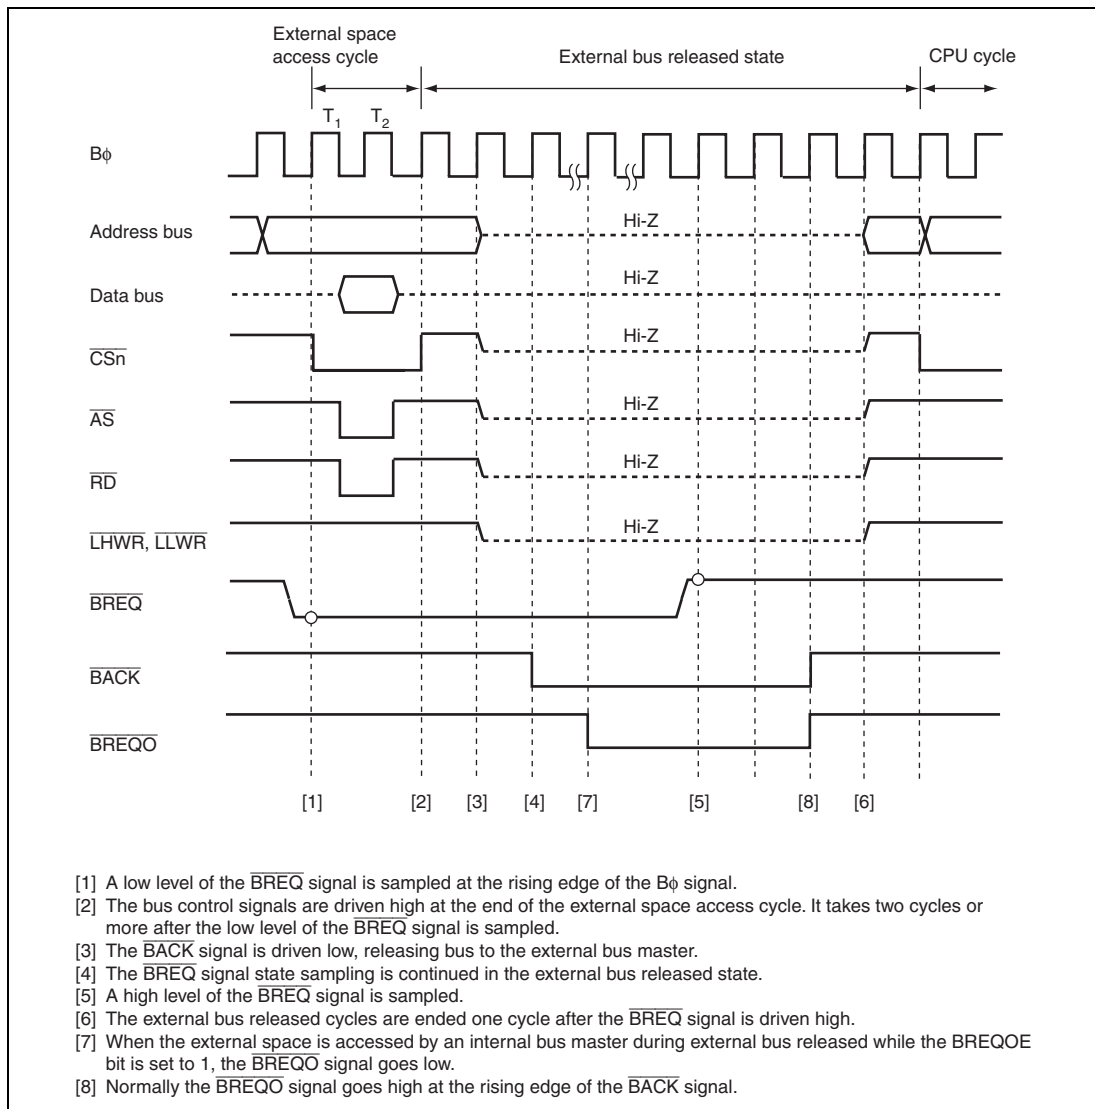 External space
access cycle
External bus released state
CPU cycle
T1 T2
Bϕ
Address bus
Hi-Z
Data bus
Hi-Z
CSn
Hi-Z
AS
Hi-Z
RD
Hi-Z
LHWR, LLWR
Hi-Z
BREQ
BACK
BREQO
[1] [2] [3] [4] [7] [5] [8] [6]
[1] A low level of the BREQ signal is sampled at the rising edge of the Bϕ signal.
[2] The bus control signals are driven high at the end of the external space access cycle. It takes two cycles or
more after the low level of the BREQ signal is sampled.
[3] The BACK signal is driven low, releasing bus to the external bus master.
[4] The BREQ signal state sampling is continued in the external bus released state.
[5] A high level of the BREQ signal is sampled.
[6] The external bus released cycles are ended one cycle after the BREQ signal is driven high.
[7] When the external space is accessed by an internal bus master during external bus released while the BREQOE
bit is set to 1, the BREQO signal goes low.
[8] Normally the BREQO signal goes high at the rising edge of the BACK signal.